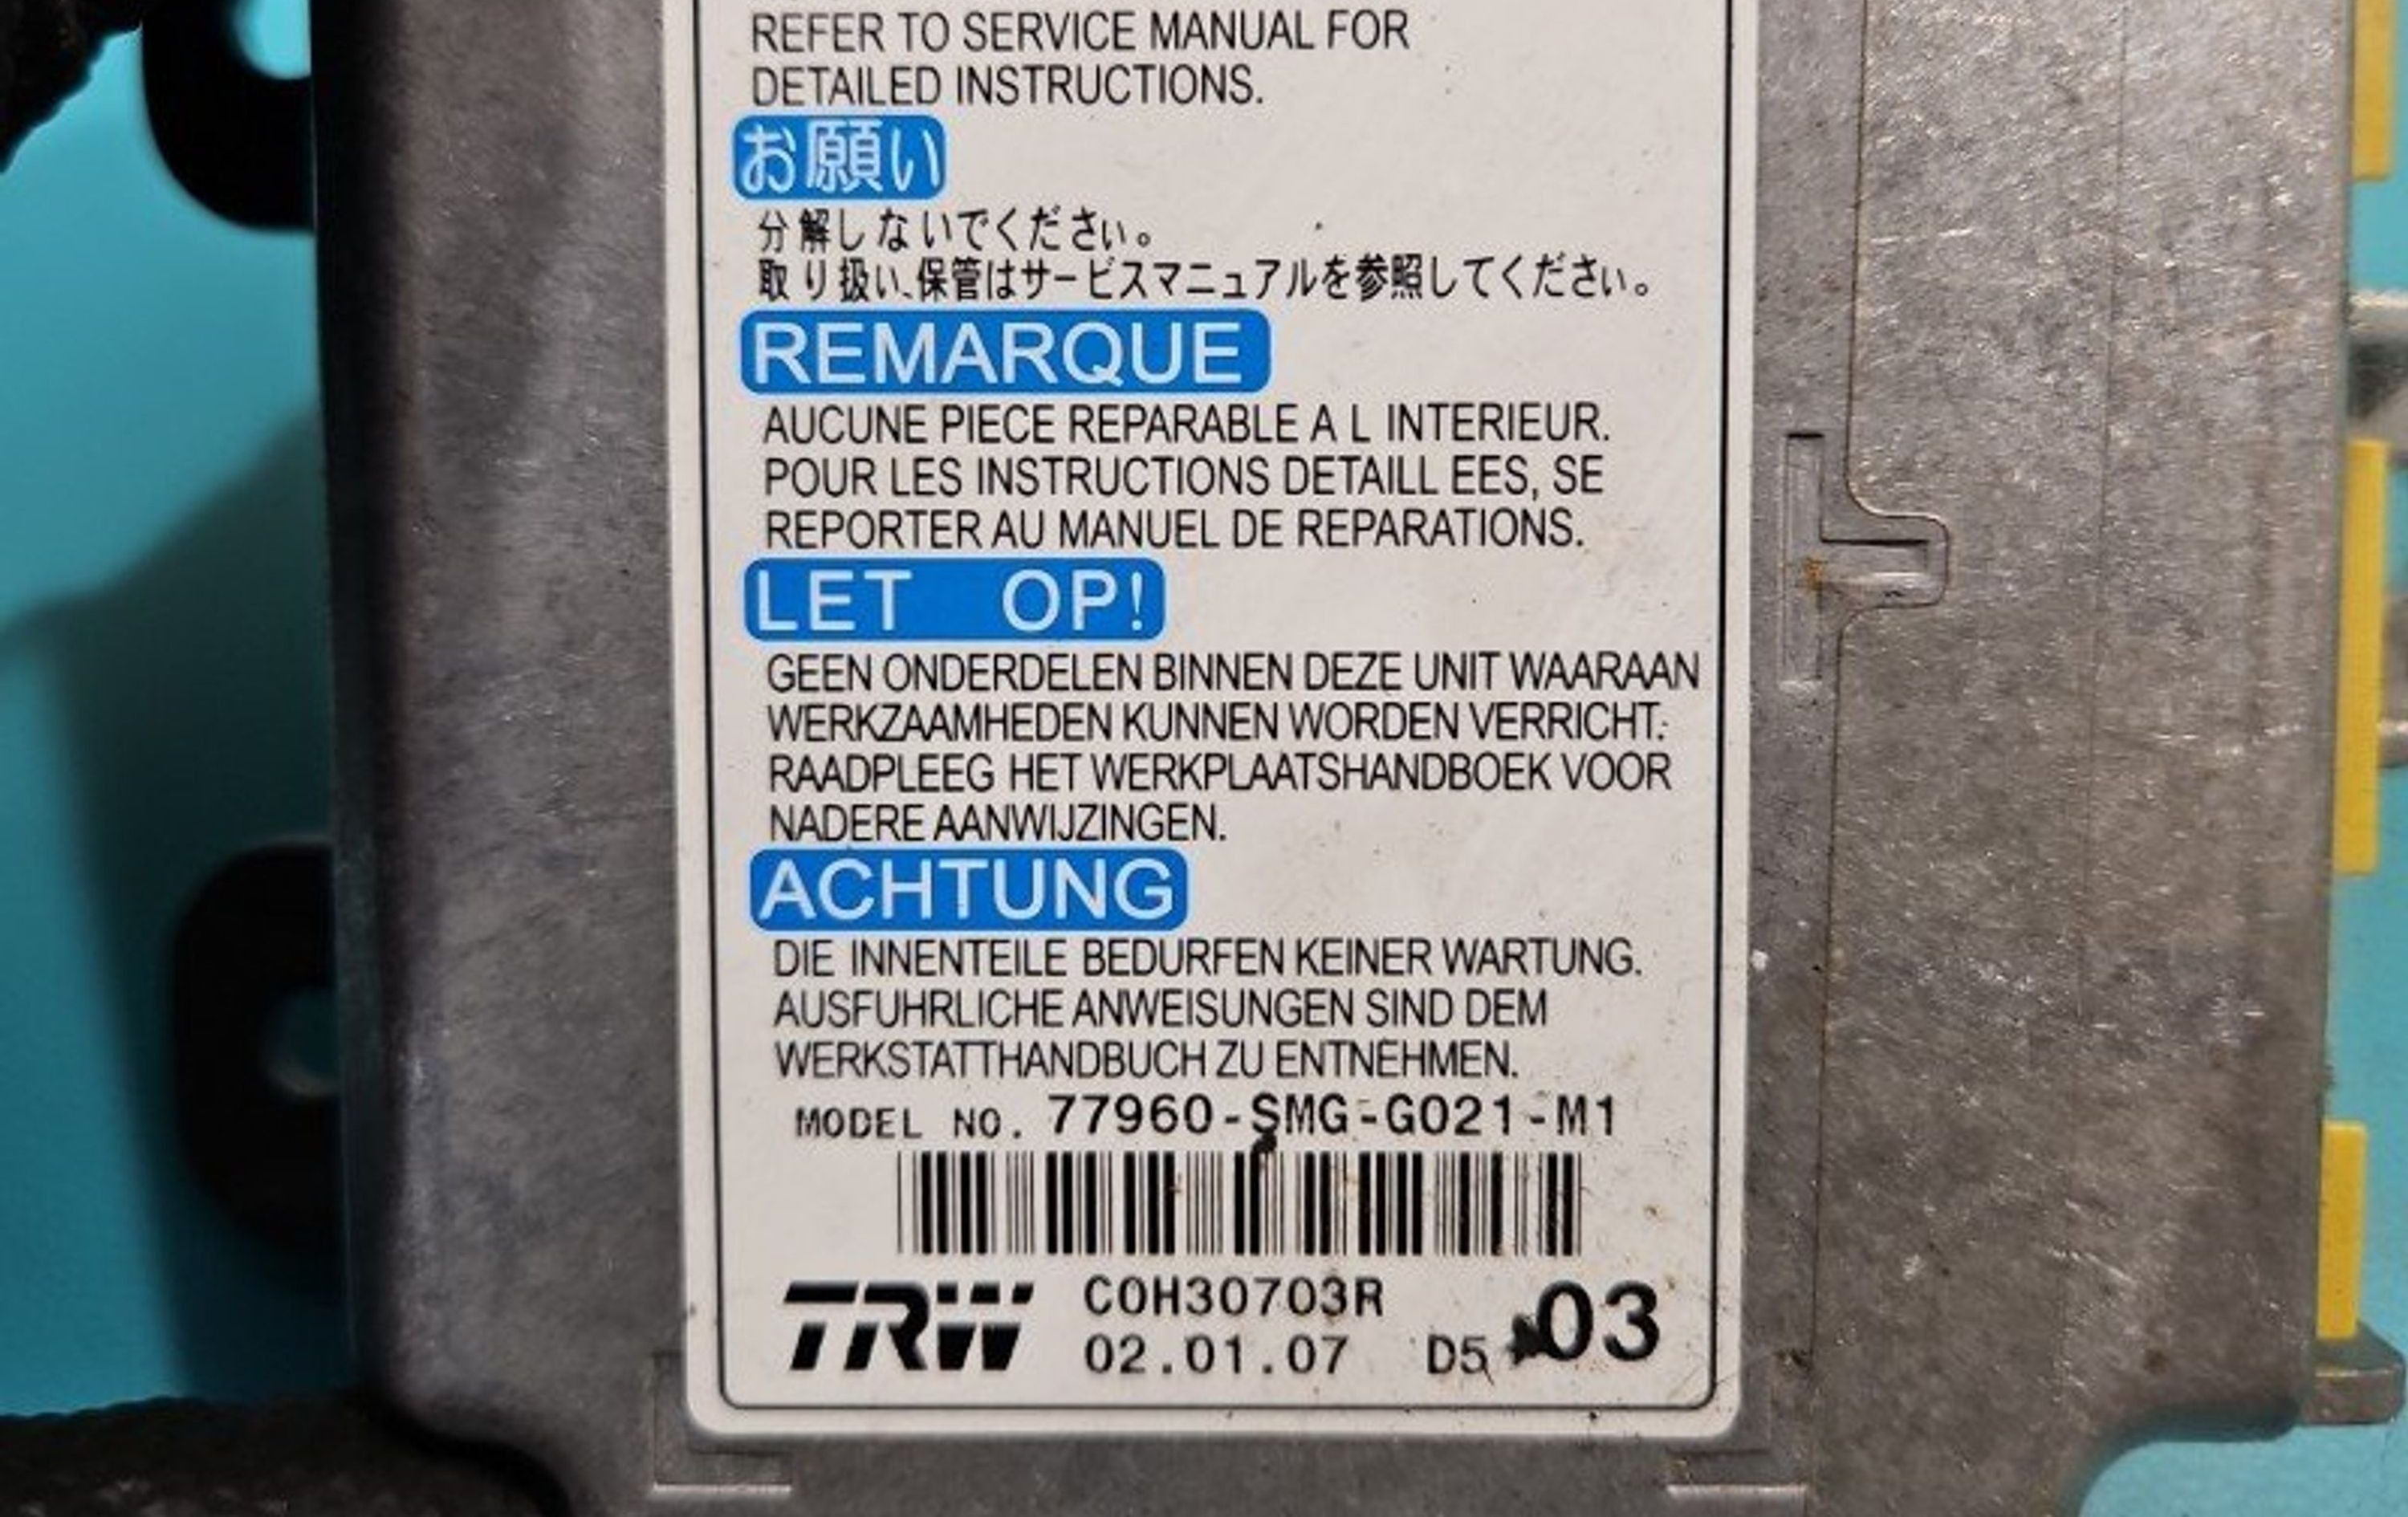 REFER TO SERVICE MANUAL FOR
DETAILED INSTRUCTIONS.
お願い
分解しないでください。
取り扱い、保管はサービスマニュアルを参照してください。
REMARQUE
AUCUNE PIECE REPARABLE A L INTERIEUR.
POUR LES INSTRUCTIONS DETAILL EES, SE
REPORTER AU MANUEL DE REPARATIONS.
LET OP!
GEEN ONDERDELEN BINNEN DEZE UNIT WAARAAN
WERKZAAMHEDEN KUNNEN WORDEN VERRICHT.
RAADPLEEG HET WERKPLAATSHANDBOEK VOOR
NADERE AANWIJZINGEN.
ACHTUNG
DIE INNENTEILE BEDURFEN KEINER WARTUNG.
AUSFUHRLICHE ANWEISUNGEN SIND DEM
WERKSTATTHANDBUCH ZU ENTNEHMEN.
MODEL NO. 77960-SMG-G021-M1
TRW C0H30703R
02.01.07 D5 03